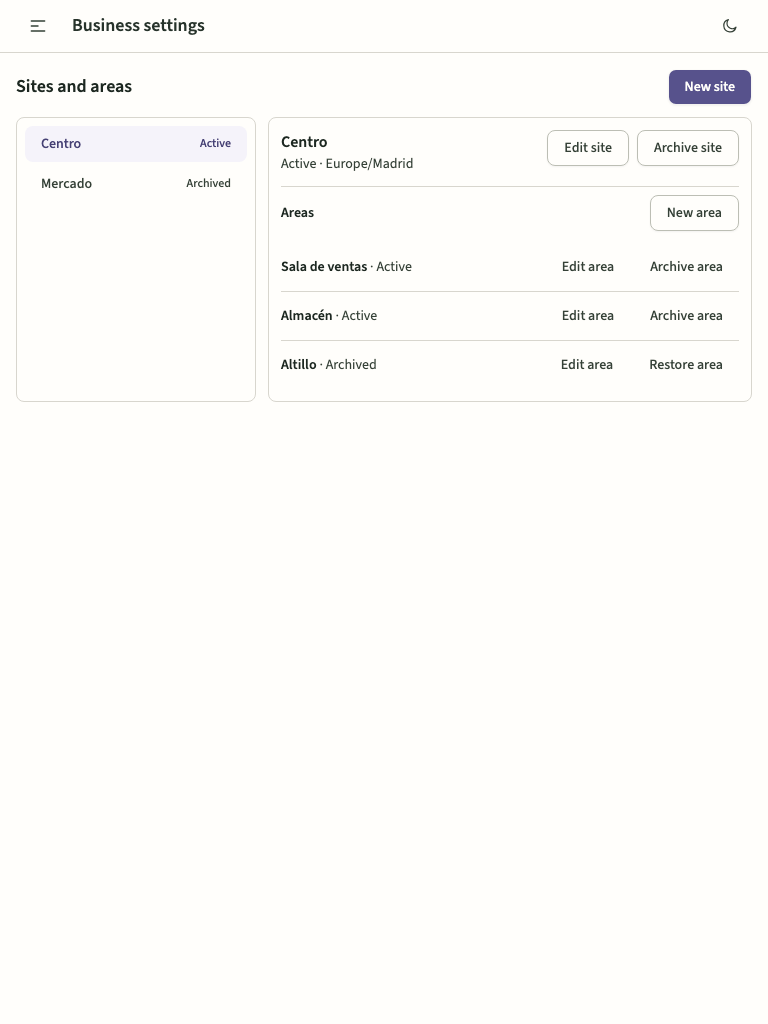 Business settings
Sites and areas
New site
Centro
Active
Mercado
Archived
Centro
Active · Europe/Madrid
Edit site
Archive site
Areas
New area
Sala de ventas · Active
Edit area
Archive area
Almacén · Active
Edit area
Archive area
Altillo · Archived
Edit area
Restore area